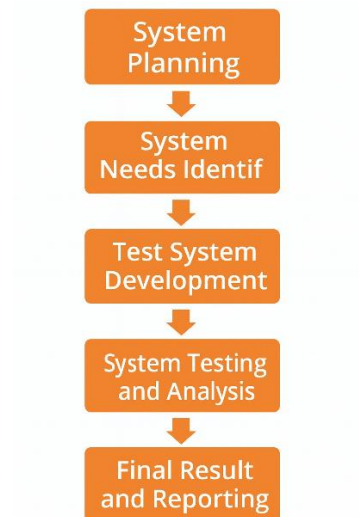 System
Planning
System
Needs Identif
Test System
Development
System Testing
and Analysis
Final Result
and Reporting